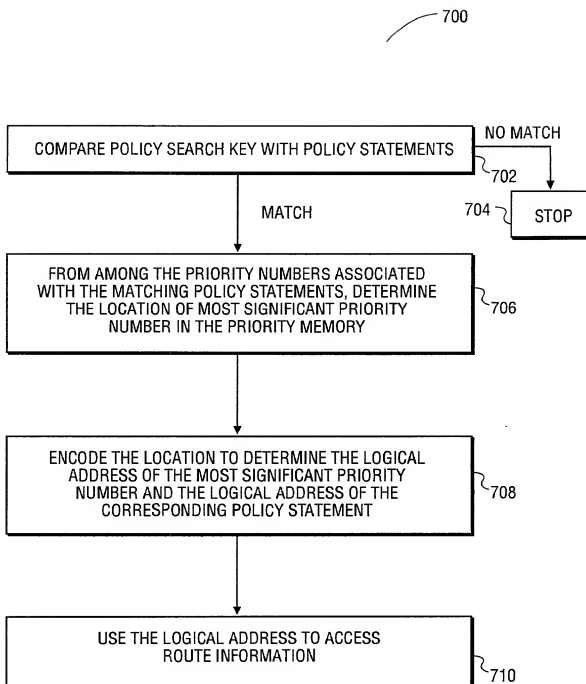 700
COMPARE POLICY SEARCH KEY WITH POLICY STATEMENTS
NO MATCH
702
704
STOP
MATCH
FROM AMONG THE PRIORITY NUMBERS ASSOCIATED
WITH THE MATCHING POLICY STATEMENTS, DETERMINE
THE LOCATION OF MOST SIGNIFICANT PRIORITY
NUMBER IN THE PRIORITY MEMORY
706
ENCODE THE LOCATION TO DETERMINE THE LOGICAL
ADDRESS OF THE MOST SIGNIFICANT PRIORITY
NUMBER AND THE LOGICAL ADDRESS OF THE
CORRESPONDING POLICY STATEMENT
708
USE THE LOGICAL ADDRESS TO ACCESS
ROUTE INFORMATION
710